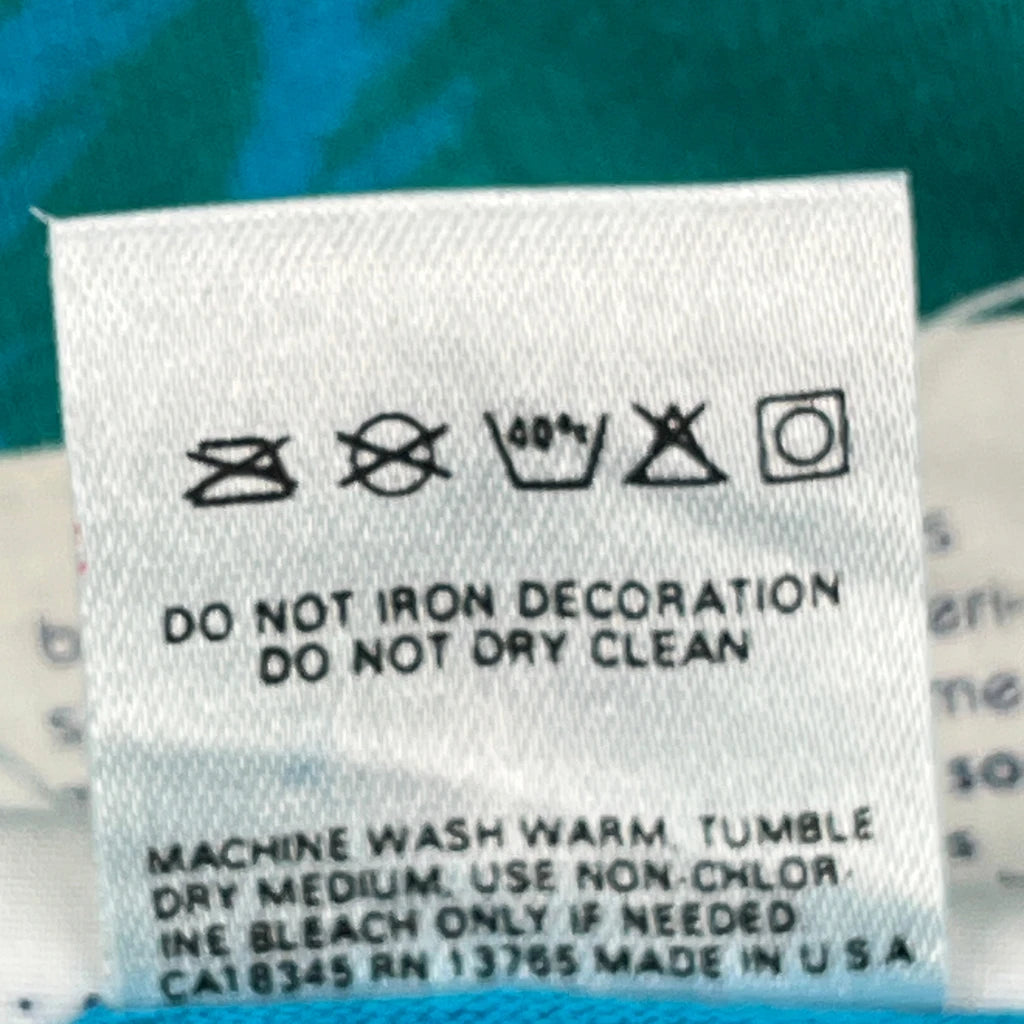 40°C
DO NOT IRON DECORATION
DO NOT DRY CLEAN
MACHINE WASH WARM. TUMBLE
DRY MEDIUM. USE NON-CHLOR-
INE BLEACH ONLY IF NEEDED
CA18345 RN 13765 MADE IN U.S.A